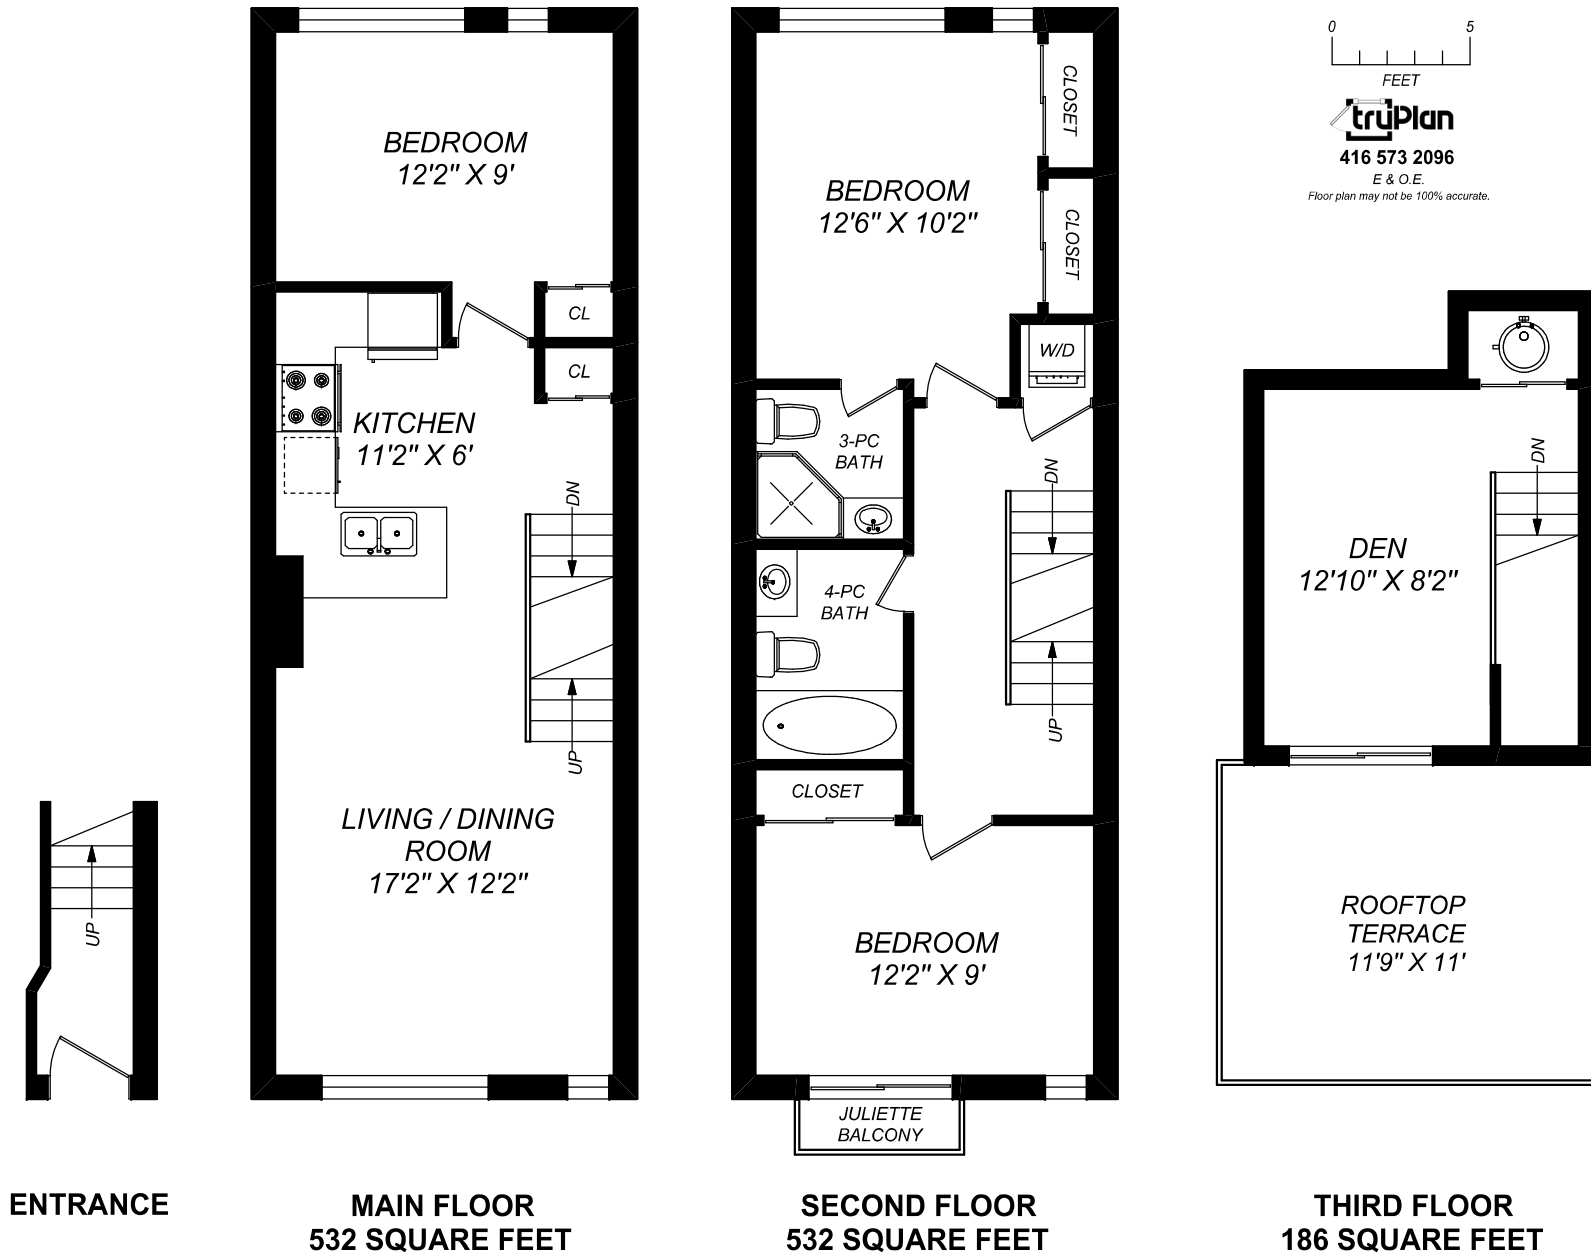 0 5
FEET
truPlan
416 573 2096
E & O.E.
Floor plan may not be 100% accurate.
UP
ENTRANCE
BEDROOM
12'2" X 9'
CL
CL
KITCHEN
11'2" X 6'
DN
UP
LIVING / DINING
ROOM
17'2" X 12'2"
MAIN FLOOR
532 SQUARE FEET
CLOSET
BEDROOM
12'6" X 10'2"
CLOSET
W/D
3-PC
BATH
DN
4-PC
BATH
UP
CLOSET
BEDROOM
12'2" X 9'
JULIETTE
BALCONY
SECOND FLOOR
532 SQUARE FEET
DN
DEN
12'10" X 8'2"
ROOFTOP
TERRACE
11'9" X 11'
THIRD FLOOR
186 SQUARE FEET